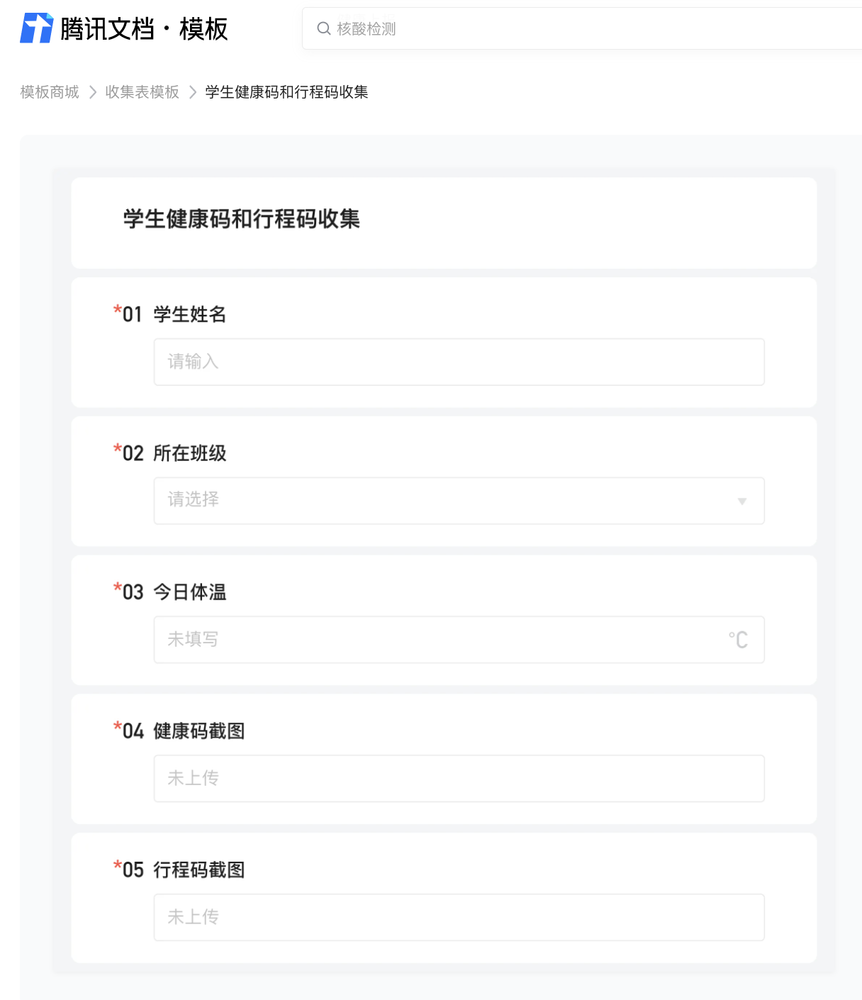 腾讯文档·模板
核酸检测
模板商城 > 收集表模板 > 学生健康码和行程码收集
学生健康码和行程码收集
*01 学生姓名
请输入
*02 所在班级
请选择
*03 今日体温
未填写 °C
*04 健康码截图
未上传
*05 行程码截图
未上传